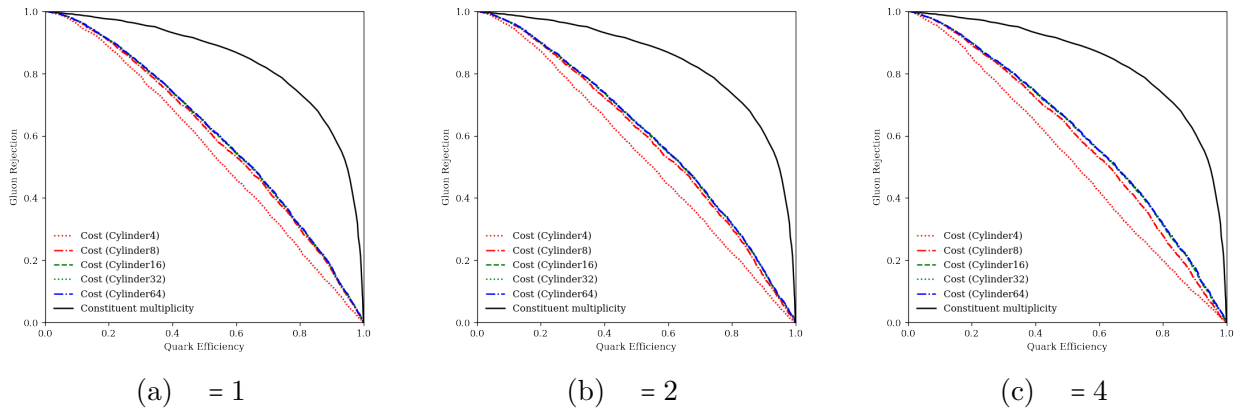 1.0
0.8
0.6
0.4
0.2
0.0
Gluon Rejection
Cost (Cylinder4)
Cost (Cylinder8)
Cost (Cylinder16)
Cost (Cylinder32)
Cost (Cylinder64)
Constituent multiplicity
0.0 0.2 0.4 0.6 0.8 1.0
Quark Efficiency
(a) = 1
1.0
0.8
0.6
0.4
0.2
0.0
Gluon Rejection
Cost (Cylinder4)
Cost (Cylinder8)
Cost (Cylinder16)
Cost (Cylinder32)
Cost (Cylinder64)
Constituent multiplicity
0.0 0.2 0.4 0.6 0.8 1.0
Quark Efficiency
(b) = 2
1.0
0.8
0.6
0.4
0.2
0.0
Gluon Rejection
Cost (Cylinder4)
Cost (Cylinder8)
Cost (Cylinder16)
Cost (Cylinder32)
Cost (Cylinder64)
Constituent multiplicity
0.0 0.2 0.4 0.6 0.8 1.0
Quark Efficiency
(c) = 4